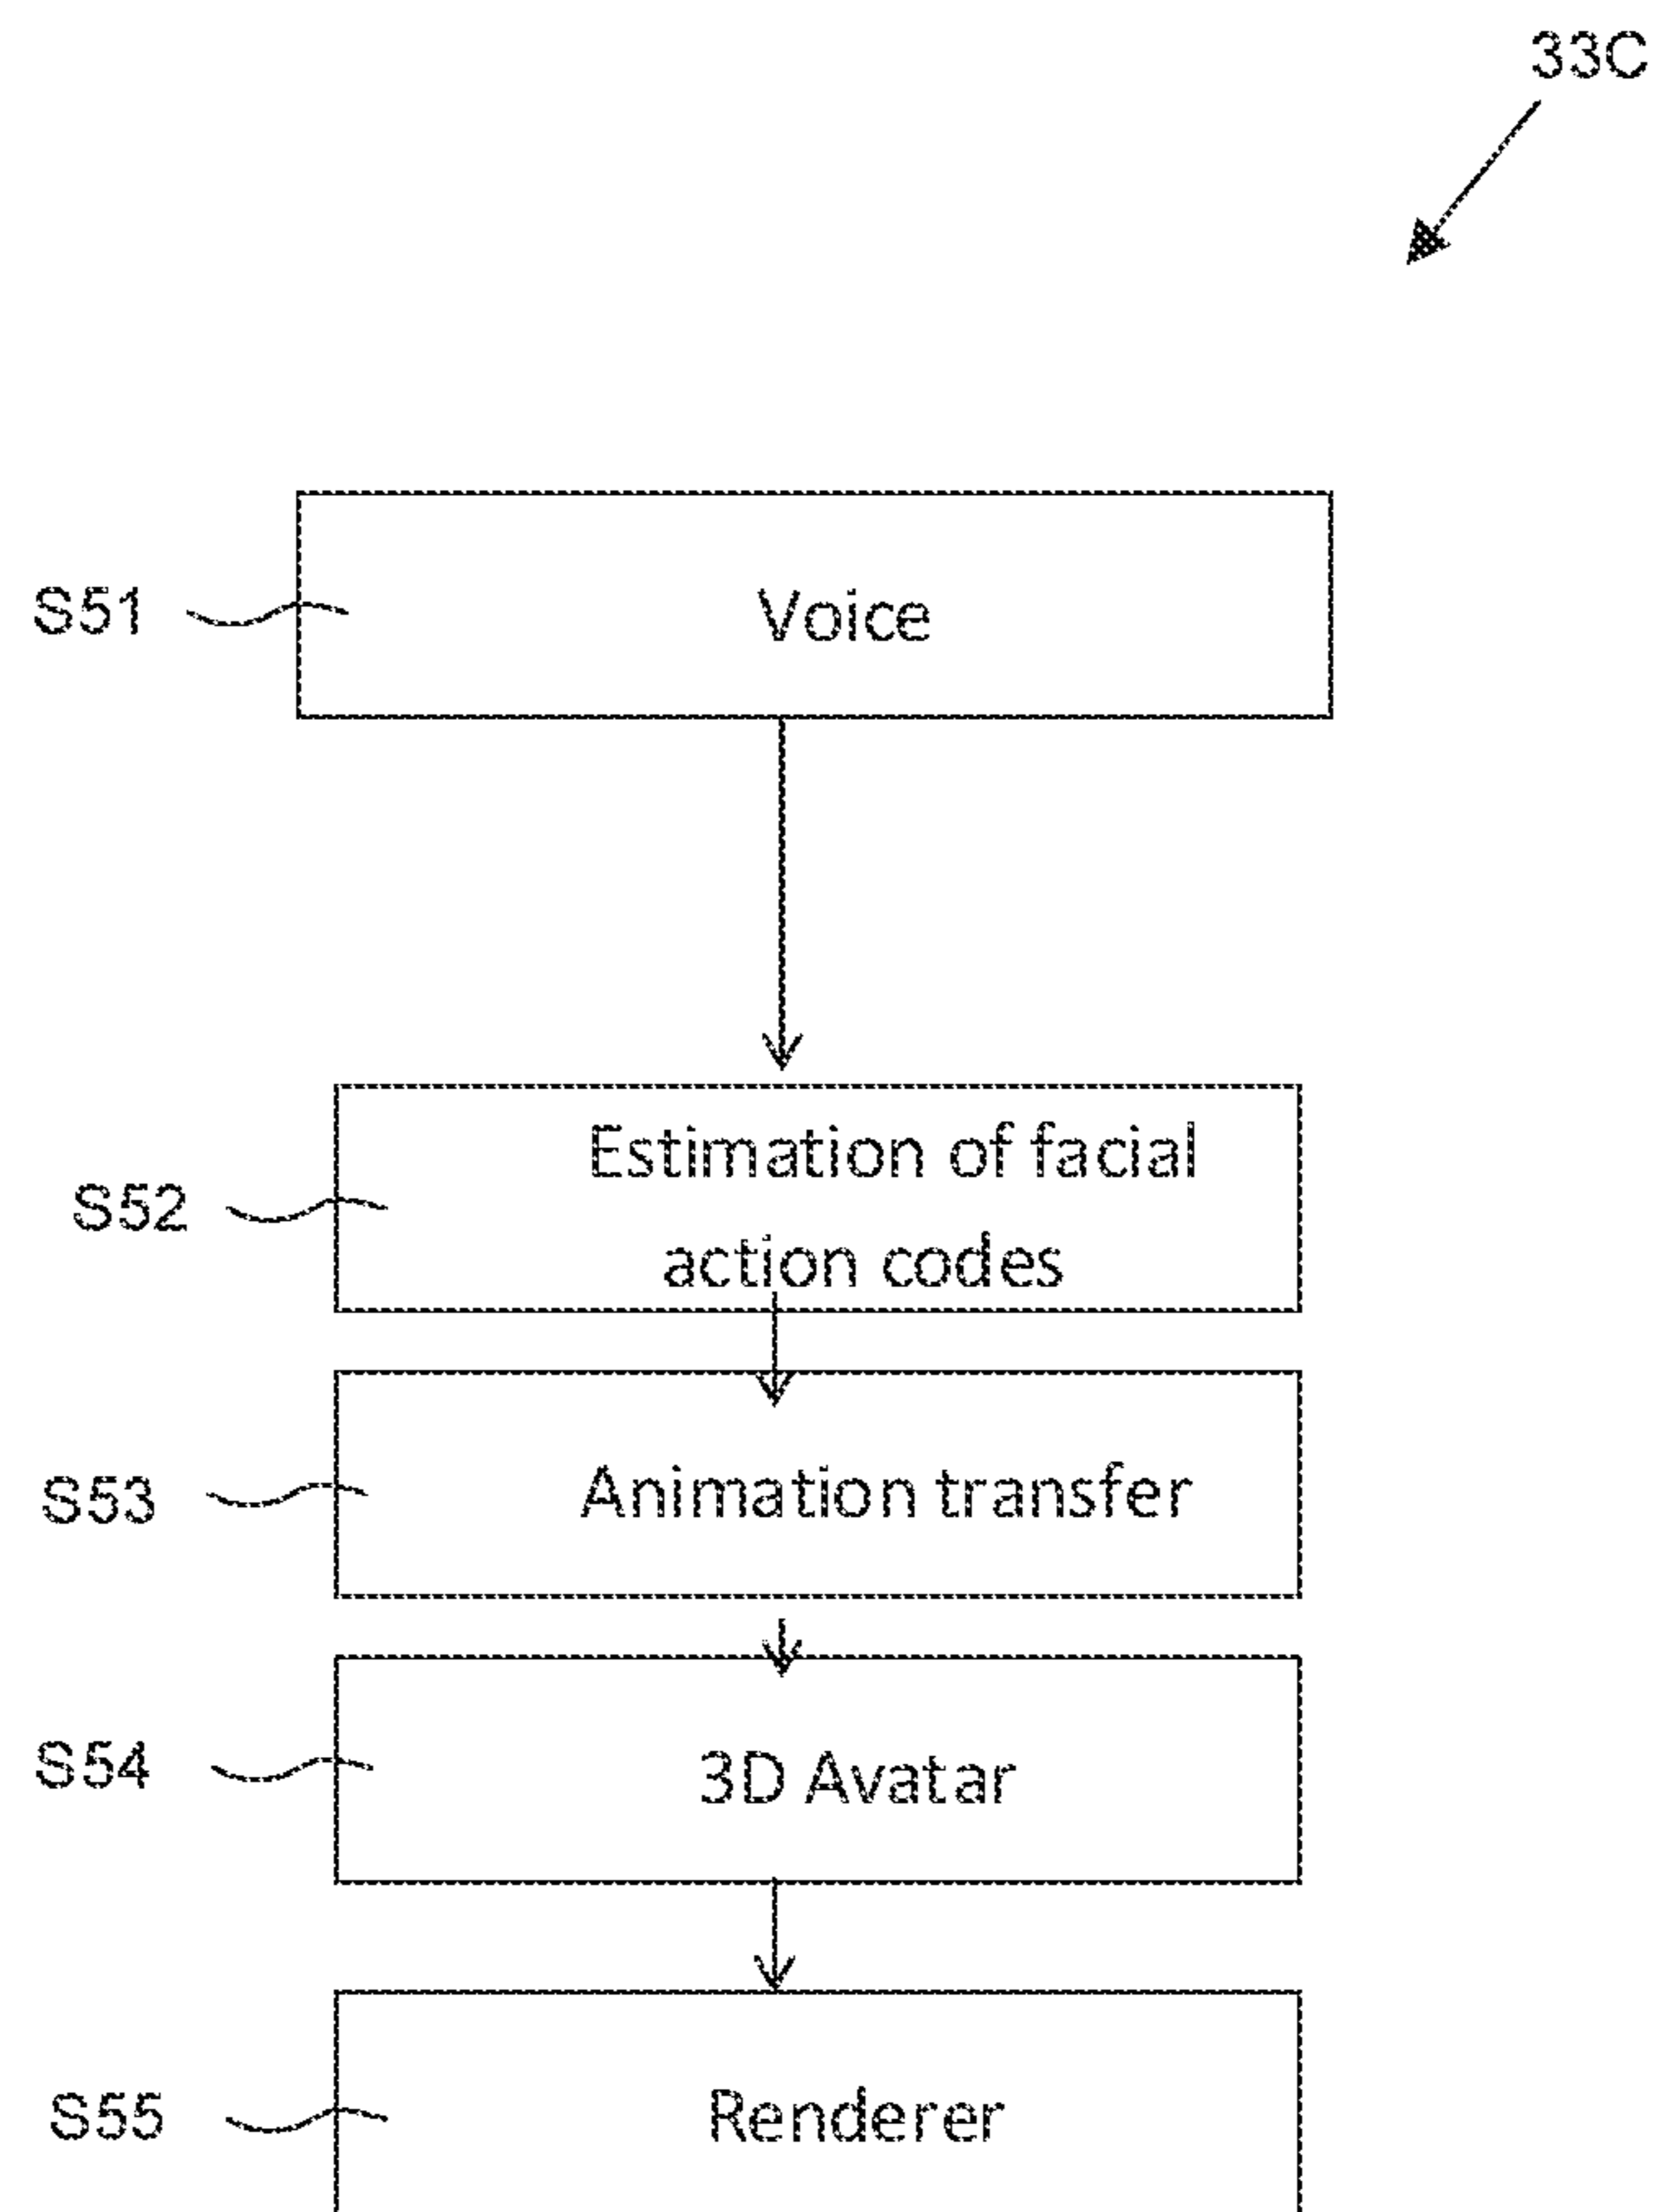 33C
S51
Voice
S52
Estimation of facial
action codes
S53
Animation transfer
S54
3D Avatar
S55
Renderer